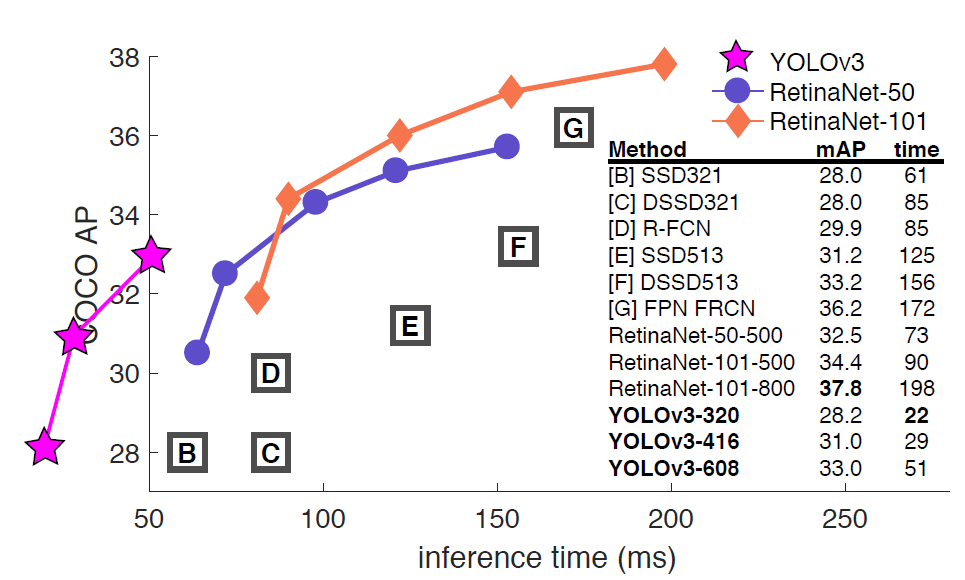 38
36
34
32
30
28
COCO AP
50 100 150 200 250
inference time (ms)
B
C
D
E
F
G
YOLOv3
RetinaNet-50
RetinaNet-101
Method mAP time
[B] SSD321 28.0 61
[C] DSSD321 28.0 85
[D] R-FCN 29.9 85
[E] SSD513 31.2 125
[F] DSSD513 33.2 156
[G] FPN FRCN 36.2 172
RetinaNet-50-500 32.5 73
RetinaNet-101-500 34.4 90
RetinaNet-101-800 37.8 198
YOLOv3-320 28.2 22
YOLOv3-416 31.0 29
YOLOv3-608 33.0 51